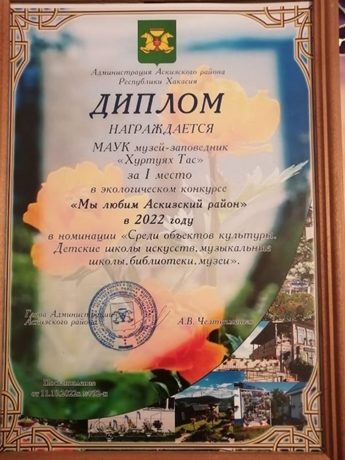 Администрация Аскизского района
Республики Хакасия
ДИПЛОМ
НАГРАЖДАЕТСЯ
МАУК музей-заповедник
«Хуртуях Тас»
за I место
в экологическом конкурсе
«Мы любим Аскизский район»
в 2022 году
в номинации «Среди объектов культуры.
Детские школы искусств, музыкальные
школы, библиотеки, музеи».
Глава Администрации
Аскизского района
А.В. Челтыгмашев
Постановление